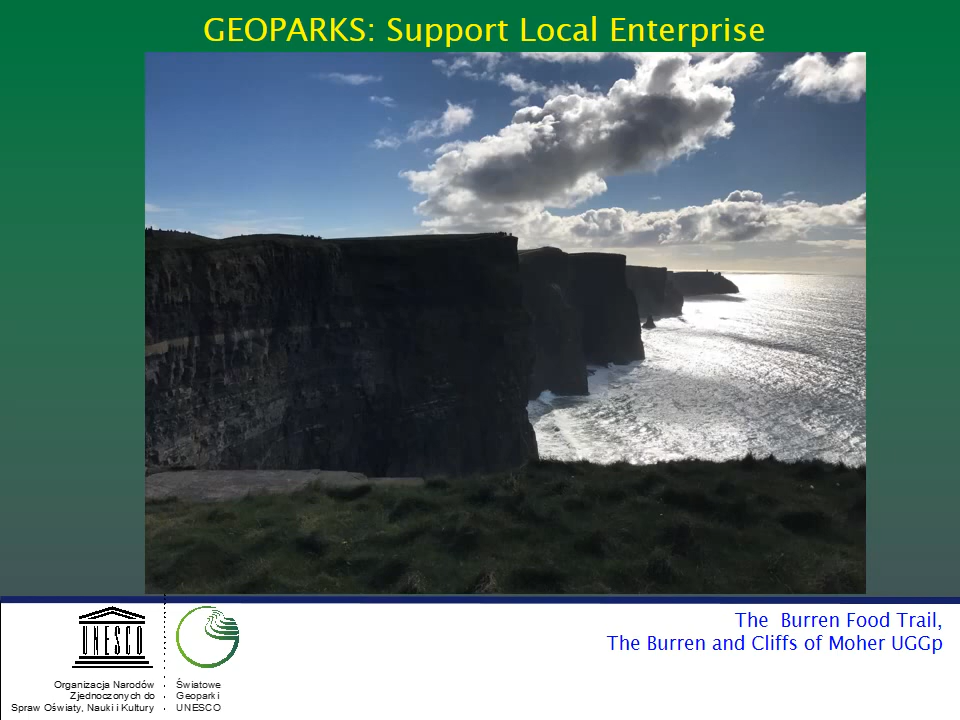 GEOPARKS: Support Local Enterprise
The Burren Food Trail,
The Burren and Cliffs of Moher UGGp
UNESCO
Organizacja Narodów
Zjednoczonych do
Spraw Oświaty, Nauki i Kultury
Światowe
Geoparki
UNESCO